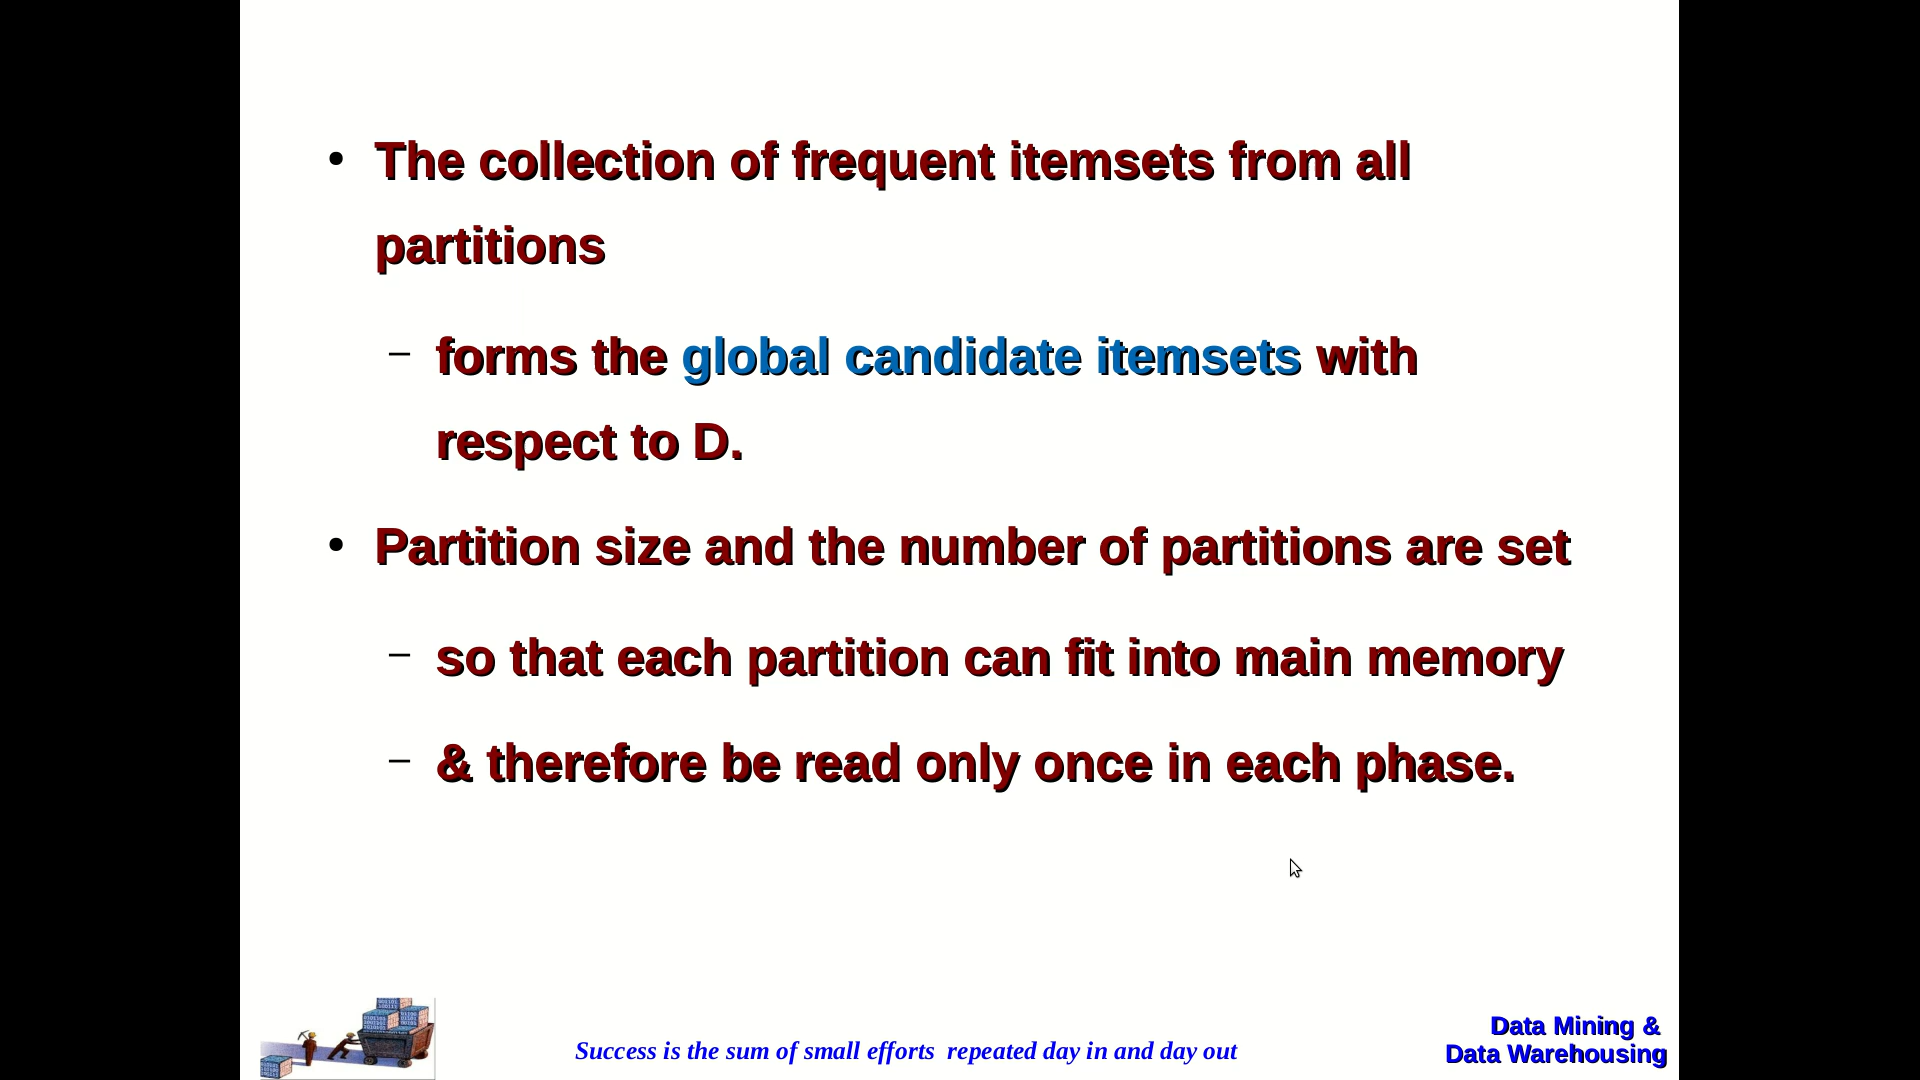 • The collection of frequent itemsets from all
partitions
– forms the global candidate itemsets with
respect to D.
• Partition size and the number of partitions are set
– so that each partition can fit into main memory
– & therefore be read only once in each phase.
Success is the sum of small efforts  repeated day in and day out
Data Mining &
Data Warehousing